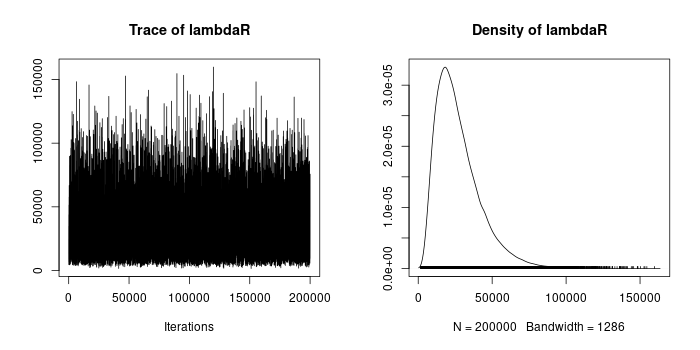 Trace of lambdaR
150000
100000
50000
0
0 50000 100000 150000 200000
Iterations
Density of lambdaR
3.0e-05
2.0e-05
1.0e-05
0.0e+00
0 50000 100000 150000
N = 200000 Bandwidth = 1286